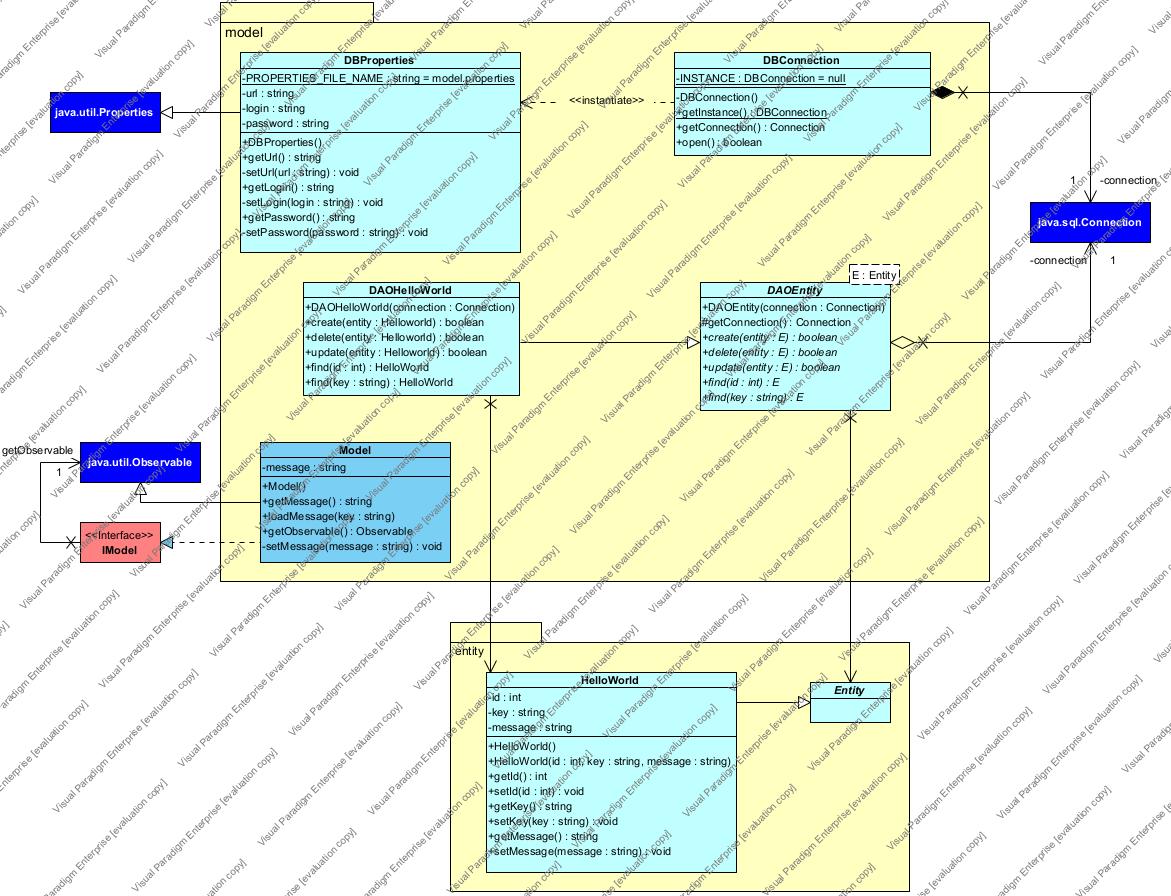 model
DBProperties
-PROPERTIES_FILE_NAME : string = model.properties
-url : string
-login : string
-password : string
+DBProperties()
+getUrl() : string
-setUrl(url : string) : void
+getLogin() : string
-setLogin(login : string) : void
+getPassword() : string
-setPassword(password : string) : void
java.util.Properties
<<instantiate>>
DBConnection
-INSTANCE : DBConnection = null
-DBConnection()
+getInstance() : DBConnection
+getConnection() : Connection
+open() : boolean
1
-connection
java.sql.Connection
-connection
1
DAOHelloWorld
+DAOHelloWorld(connection : Connection)
+create(entity : Helloworld) : boolean
+delete(entity : Helloworld) : boolean
+update(entity : Helloworld) : boolean
+find(id : int) : HelloWorld
+find(key : string) : HelloWorld
E : Entity
DAOEntity
+DAOEntity(connection : Connection)
#getConnection() : Connection
+create(entity : E) : boolean
+delete(entity : E) : boolean
+update(entity : E) : boolean
+find(id : int) : E
+find(key : string) : E
getObservable
1
java.util.Observable
<<Interface>>
IModel
Model
-message : string
+Model()
+getMessage() : string
+loadMessage(key : string)
+getObservable() : Observable
-setMessage(message : string) : void
entity
HelloWorld
-id : int
-key : string
-message : string
+HelloWorld()
+HelloWorld(id : int, key : string, message : string)
+getId() : int
+setId(id : int) : void
+getKey() : string
+setKey(key : string) : void
+getMessage() : string
+setMessage(message : string) : void
Entity
Visual Paradigm Enterprise [evaluation copy]